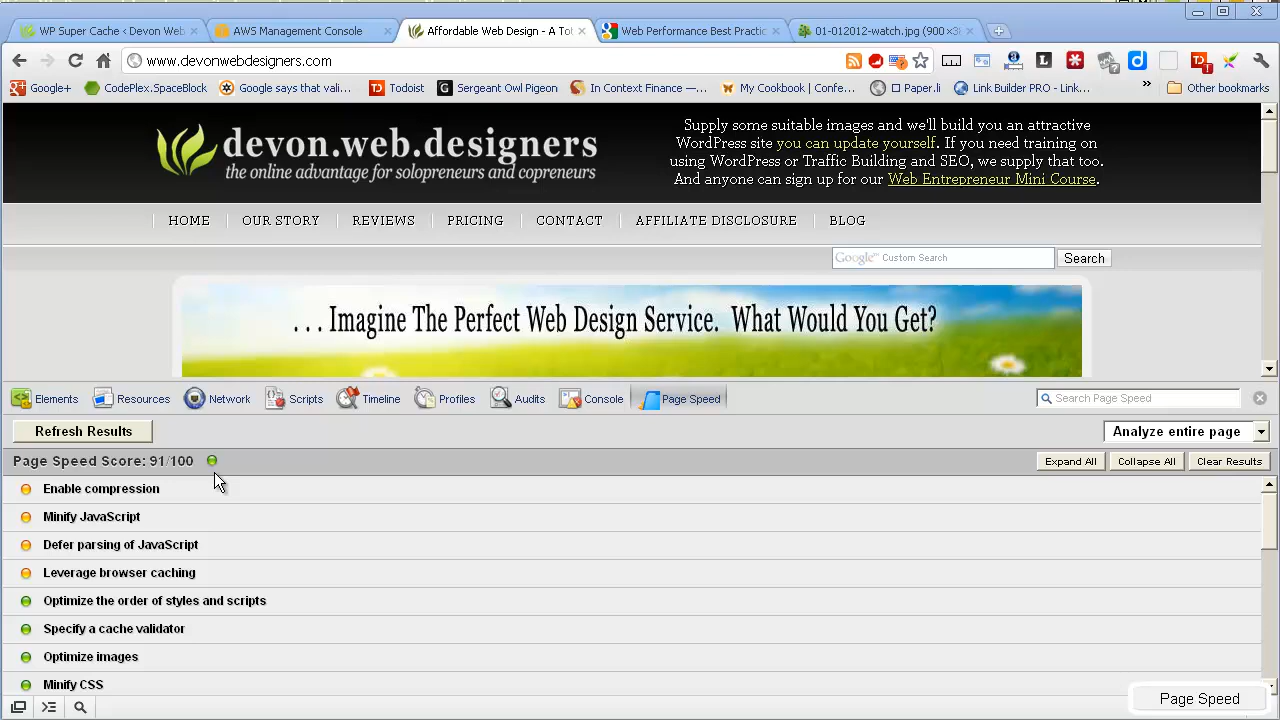 WP Super Cache ‹ Devon Web
AWS Management Console
Affordable Web Design - A Tot
Web Performance Best Practic
01-012012-watch.jpg (900×3
www.devonwebdesigners.com
Google+
CodePlex.SpaceBlock
Google says that vali...
Todoist
Sergeant Owl Pigeon
In Context Finance —...
My Cookbook | Confe...
Paper.li
Link Builder PRO - Lnk...
»
Other bookmarks
devon.web.designers
the online advantage for solopreneurs and copreneurs
Supply some suitable images and we'll build you an attractive
WordPress site you can update yourself. If you need training on
using WordPress or Traffic Building and SEO, we supply that too.
And anyone can sign up for our Web Entrepreneur Mini Course.
HOME
OUR STORY
REVIEWS
PRICING
CONTACT
AFFILIATE DISCLOSURE
BLOG
Google™ Custom Search
Search
. . . Imagine The Perfect Web Design Service. What Would You Get?
Elements
Resources
Network
Scripts
Timeline
Profiles
Audits
Console
Page Speed
Search Page Speed
Refresh Results
Analyze entire page
Page Speed Score: 91/100
Expand All
Collapse All
Clear Results
Enable compression
Minify JavaScript
Defer parsing of JavaScript
Leverage browser caching
Optimize the order of styles and scripts
Specify a cache validator
Optimize images
Minify CSS
Page Speed